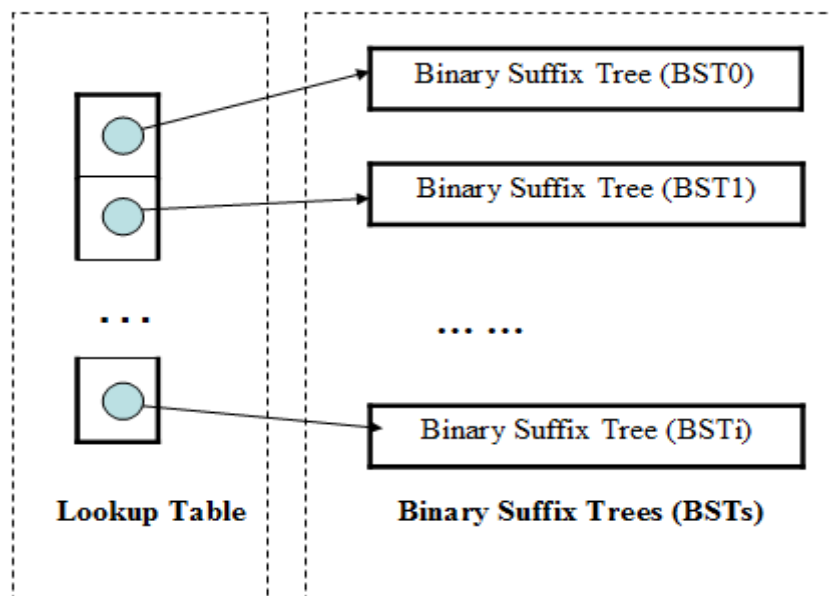 Binary Suffix Tree (BST0)
Binary Suffix Tree (BST1)
. . .
... ...
Binary Suffix Tree (BSTi)
Lookup Table
Binary Suffix Trees (BSTs)